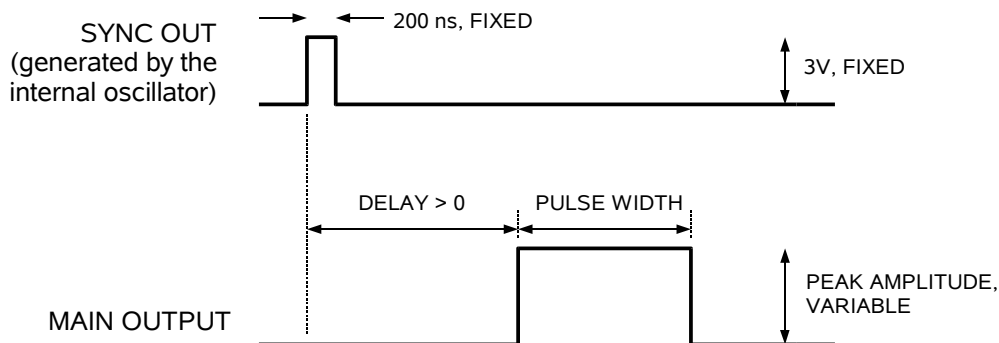 200 ns, FIXED
SYNC OUT
(generated by the
internal oscillator)
3V, FIXED
DELAY > 0
PULSE WIDTH
PEAK AMPLITUDE,
VARIABLE
MAIN OUTPUT